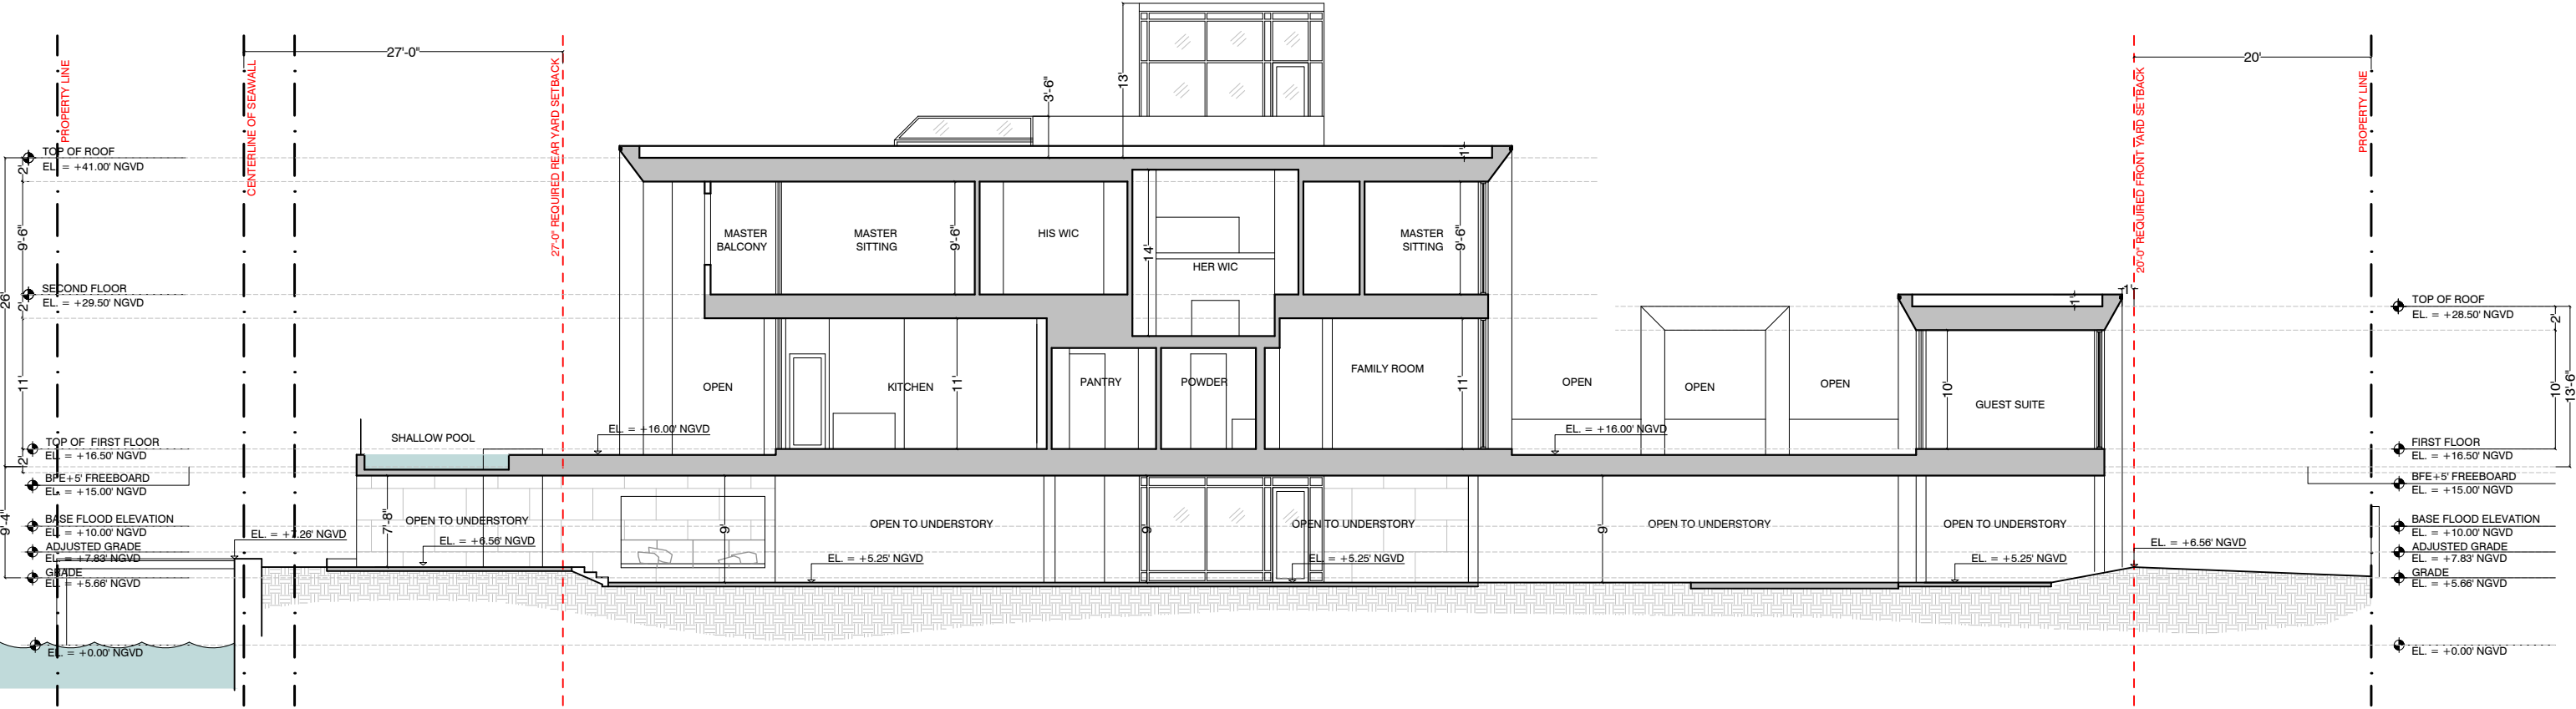 27'-0"
20'
13'
3'-6"
PROPERTY LINE
CENTERLINE OF SEAWALL
27'-0" REQUIRED REAR YARD SETBACK
20'-0" REQUIRED FRONT YARD SETBACK
PROPERTY LINE
TOP OF ROOF
EL. = +41.00' NGVD
2'
9'-6"
SECOND FLOOR
EL. = +29.50' NGVD
2'
26'
11'
TOP OF FIRST FLOOR
EL. = +16.50' NGVD
2'
BFE+5' FREEBOARD
EL. = +15.00' NGVD
BASE FLOOD ELEVATION
EL. = +10.00' NGVD
9'-4"
ADJUSTED GRADE
EL. = +7.83' NGVD
GRADE
EL. = +5.66' NGVD
EL. = +0.00' NGVD
EL. = +7.26' NGVD
1'
MASTER
BALCONY
MASTER
SITTING
9'-6"
HIS WIC
14'
HER WIC
MASTER
SITTING
9'-6"
OPEN
KITCHEN
11'
PANTRY
POWDER
FAMILY ROOM
11'
OPEN
OPEN
OPEN
10'
GUEST SUITE
1'
1'
SHALLOW POOL
EL. = +16.00' NGVD
EL. = +16.00' NGVD
7'-8"
OPEN TO UNDERSTORY
EL. = +6.56' NGVD
9'
OPEN TO UNDERSTORY
EL. = +5.25' NGVD
9'
OPEN TO UNDERSTORY
EL. = +5.25' NGVD
9'
OPEN TO UNDERSTORY
OPEN TO UNDERSTORY
EL. = +5.25' NGVD
EL. = +6.56' NGVD
TOP OF ROOF
EL. = +28.50' NGVD
2'
10'
13'-6"
FIRST FLOOR
EL. = +16.50' NGVD
BFE+5' FREEBOARD
EL. = +15.00' NGVD
BASE FLOOD ELEVATION
EL. = +10.00' NGVD
ADJUSTED GRADE
EL. = +7.83' NGVD
GRADE
EL. = +5.66' NGVD
EL. = +0.00' NGVD